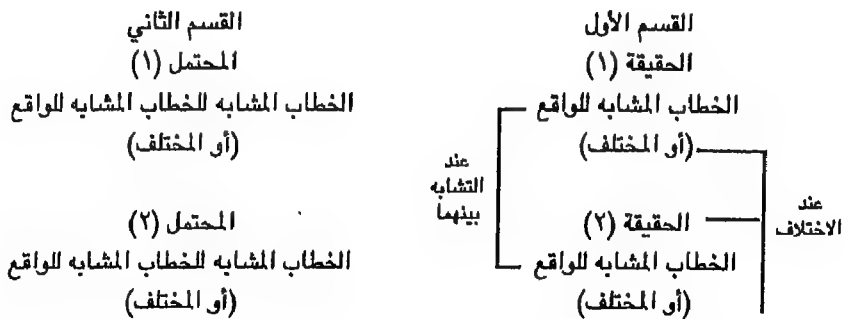 القسم الأول
الحقيقة (١)
الخطاب المشابه للواقع
(أو المختلف)
الحقيقة (٢)
الخطاب المشابه للواقع
(أو المختلف)
عند
الاختلاف
عند
التشابه
بينهما
القسم الثاني
المحتمل (١)
الخطاب المشابه للخطاب المشابه للواقع
(أو المختلف)
المحتمل (٢)
الخطاب المشابه للخطاب المشابه للواقع
(أو المختلف)